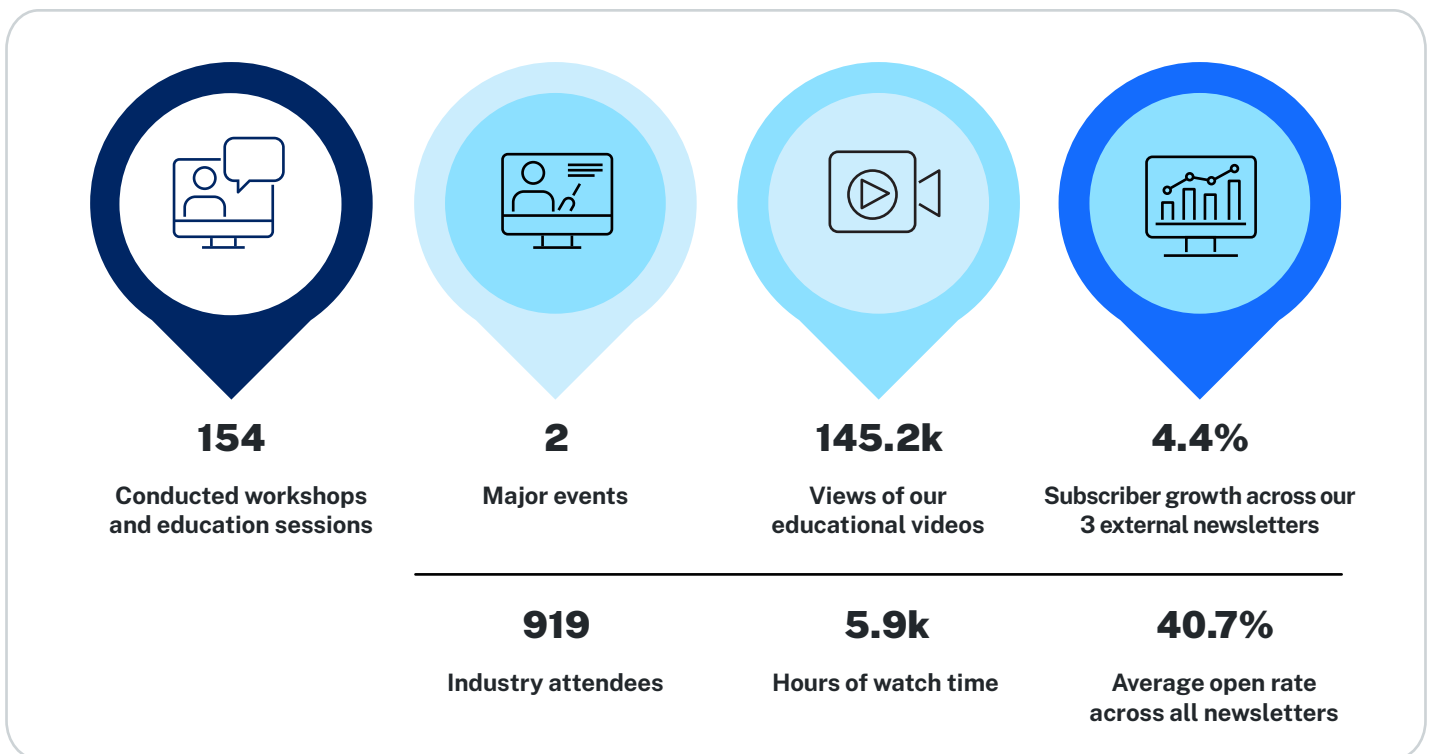 154
Conducted workshops
and education sessions
2
Major events
145.2k
Views of our
educational videos
4.4%
Subscriber growth across our
3 external newsletters
919
Industry attendees
5.9k
Hours of watch time
40.7%
Average open rate
across all newsletters